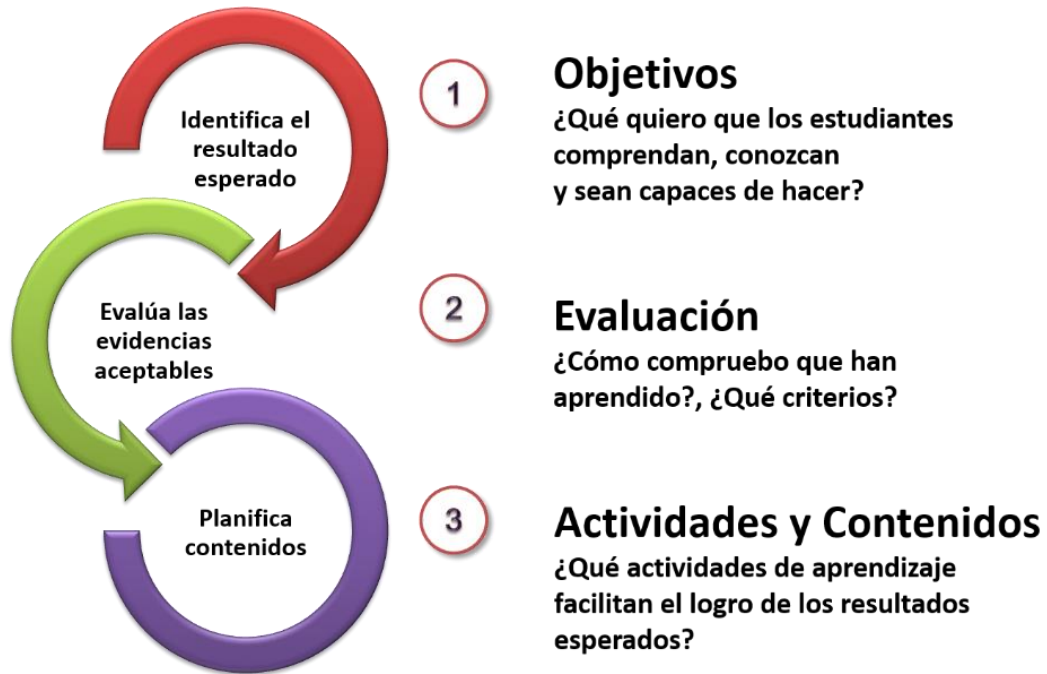 Identifica el
resultado
esperado
1
Objetivos
¿Qué quiero que los estudiantes
comprendan, conozcan
y sean capaces de hacer?
Evalúa las
evidencias
aceptables
2
Evaluación
¿Cómo compruebo que han
aprendido?, ¿Qué criterios?
Planifica
contenidos
3
Actividades y Contenidos
¿Qué actividades de aprendizaje
facilitan el logro de los resultados
esperados?